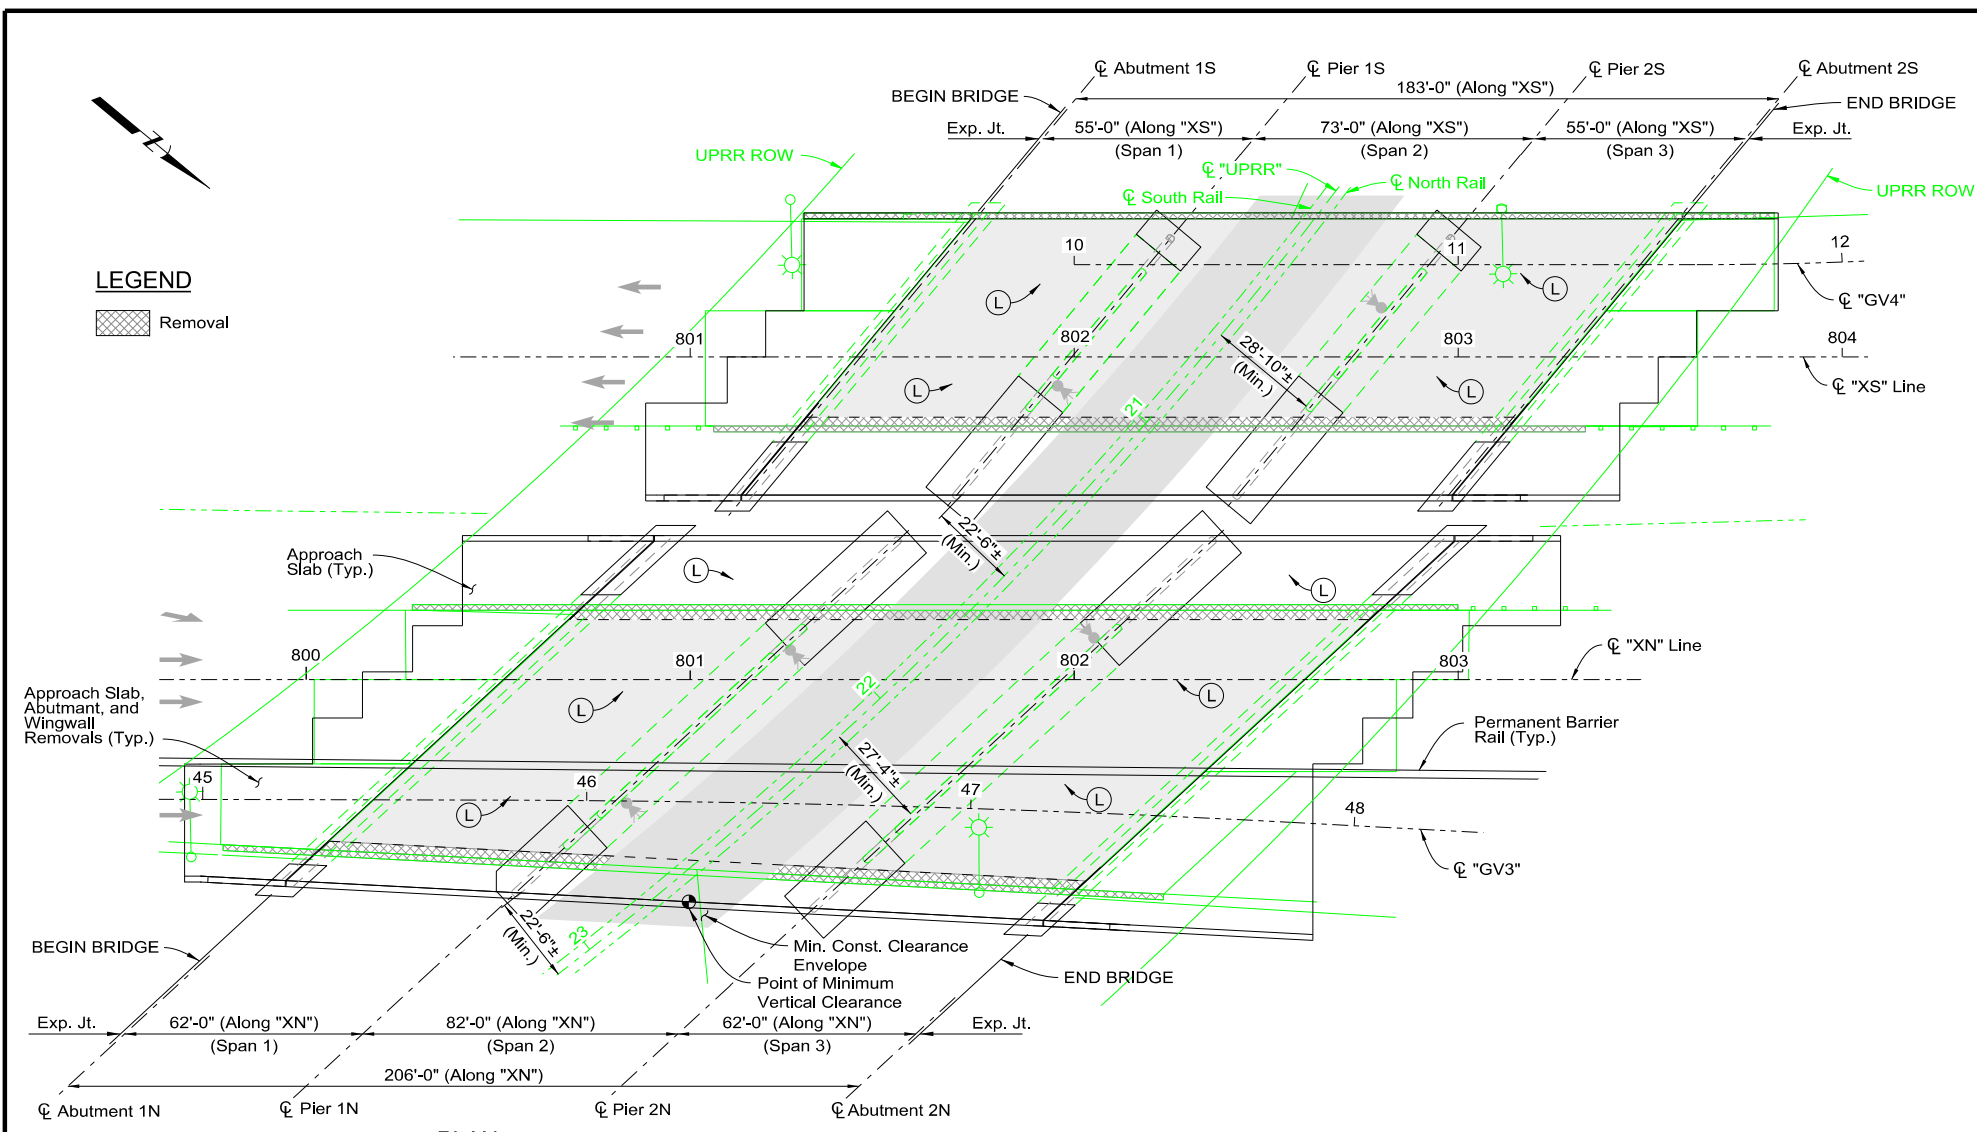 ℄ Abutment 1S
℄ Pier 1S
℄ Pier 2S
℄ Abutment 2S
183'-0" (Along "XS")
BEGIN BRIDGE
END BRIDGE
Exp. Jt.
55'-0" (Along "XS")
(Span 1)
73'-0" (Along "XS")
(Span 2)
55'-0" (Along "XS")
(Span 3)
Exp. Jt.
N
UPRR ROW
℄ "UPRR"
℄ North Rail
℄ South Rail
UPRR ROW
10
11
12
LEGEND
Removal
L
L
℄ "GV4"
801
802
803
804
28'-10"±
(Min.)
L
L
℄ "XS" Line
21
22'-6"±
(Min.)
Approach
Slab (Typ.)
L
L
800
801
802
803
℄ "XN" Line
22
Approach Slab,
Abutmant, and
Wingwall
Removals (Typ.)
L
L
Permanent Barrier
Rail (Typ.)
27'-4"±
(Min.)
45
46
47
48
L
L
℄ "GV3"
22'-6"±
(Min.)
23
BEGIN BRIDGE
Min. Const. Clearance
Envelope
Point of Minimum
Vertical Clearance
END BRIDGE
Exp. Jt.
62'-0" (Along "XN")
(Span 1)
82'-0" (Along "XN")
(Span 2)
62'-0" (Along "XN")
(Span 3)
Exp. Jt.
206'-0" (Along "XN")
℄ Abutment 1N
℄ Pier 1N
℄ Pier 2N
℄ Abutment 2N